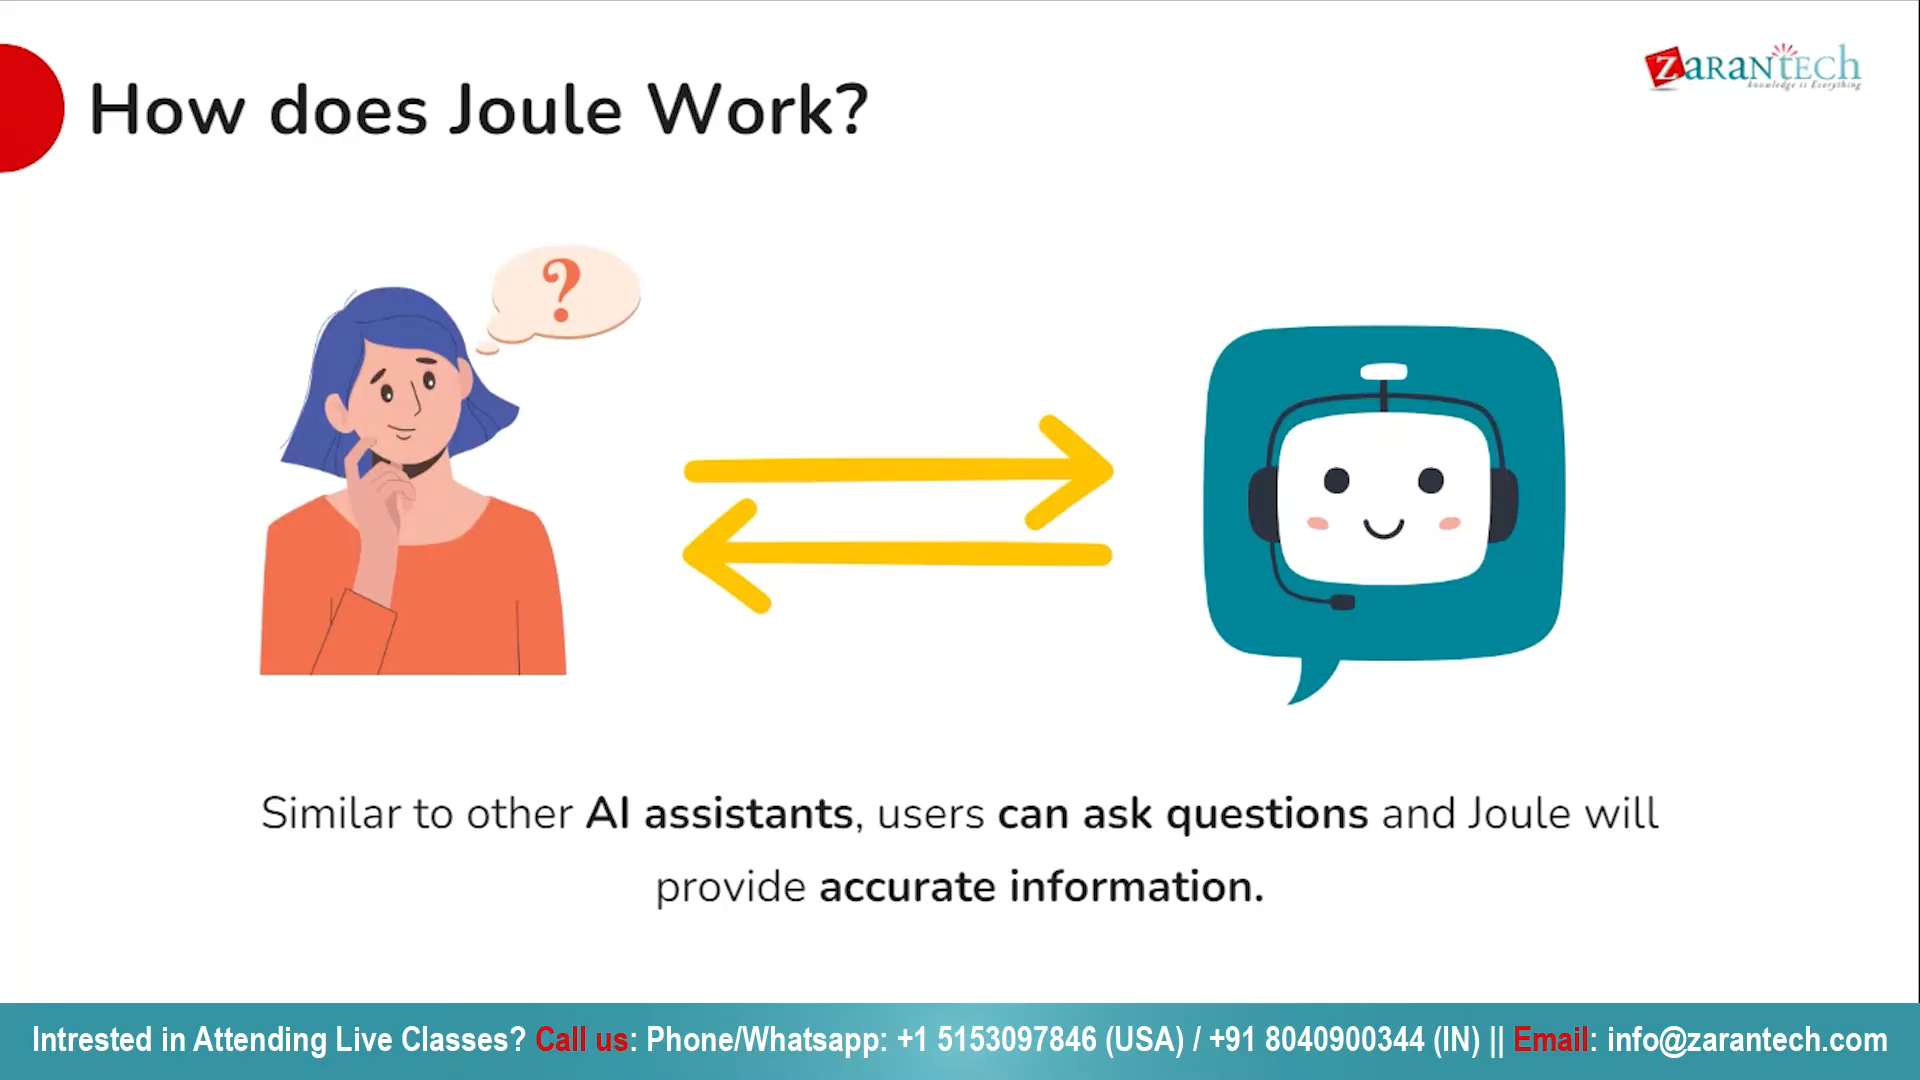 How does Joule Work?
ZARANTECH
knowledge is Everything
?
Similar to other AI assistants, users can ask questions and Joule will
provide accurate information.
Intrested in Attending Live Classes? Call us: Phone/Whatsapp: +1 5153097846 (USA) / +91 8040900344 (IN) || Email: info@zarantech.com